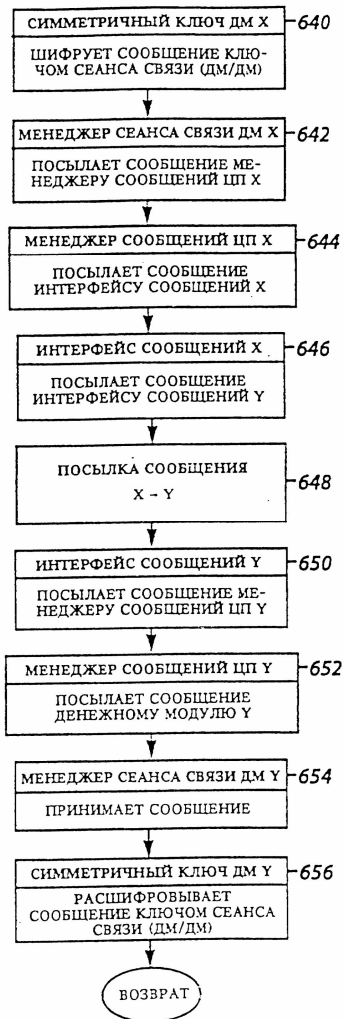 СИММЕТРИЧНЫЙ КЛЮЧ ДМ X
640
ШИФРУЕТ СООБЩЕНИЕ КЛЮ-
ЧОМ СЕАНСА СВЯЗИ (ДМ/ДМ)
МЕНЕДЖЕР СЕАНСА СВЯЗИ ДМ X
642
ПОСЫЛАЕТ СООБЩЕНИЕ МЕ-
НЕДЖЕРУ СООБЩЕНИЙ ЦП X
МЕНЕДЖЕР СООБЩЕНИЙ ЦП X
644
ПОСЫЛАЕТ СООБЩЕНИЕ
ИНТЕРФЕЙСУ СООБЩЕНИЙ X
ИНТЕРФЕЙС СООБЩЕНИЙ X
646
ПОСЫЛАЕТ СООБЩЕНИЕ
ИНТЕРФЕЙСУ СООБЩЕНИЙ Y
ПОСЫЛКА СООБЩЕНИЯ
648
X – Y
ИНТЕРФЕЙС СООБЩЕНИЙ Y
650
ПОСЫЛАЕТ СООБЩЕНИЕ МЕ-
НЕДЖЕРУ СООБЩЕНИЙ ЦП Y
МЕНЕДЖЕР СООБЩЕНИЙ ЦП Y
652
ПОСЫЛАЕТ СООБЩЕНИЕ
ДЕНЕЖНОМУ МОДУЛЮ Y
МЕНЕДЖЕР СЕАНСА СВЯЗИ ДМ Y
654
ПРИНИМАЕТ СООБЩЕНИЕ
СИММЕТРИЧНЫЙ КЛЮЧ ДМ Y
656
РАСШИФРОВЫВАЕТ
СООБЩЕНИЕ КЛЮЧОМ СЕАНСА
СВЯЗИ (ДМ/ДМ)
ВОЗВРАТ